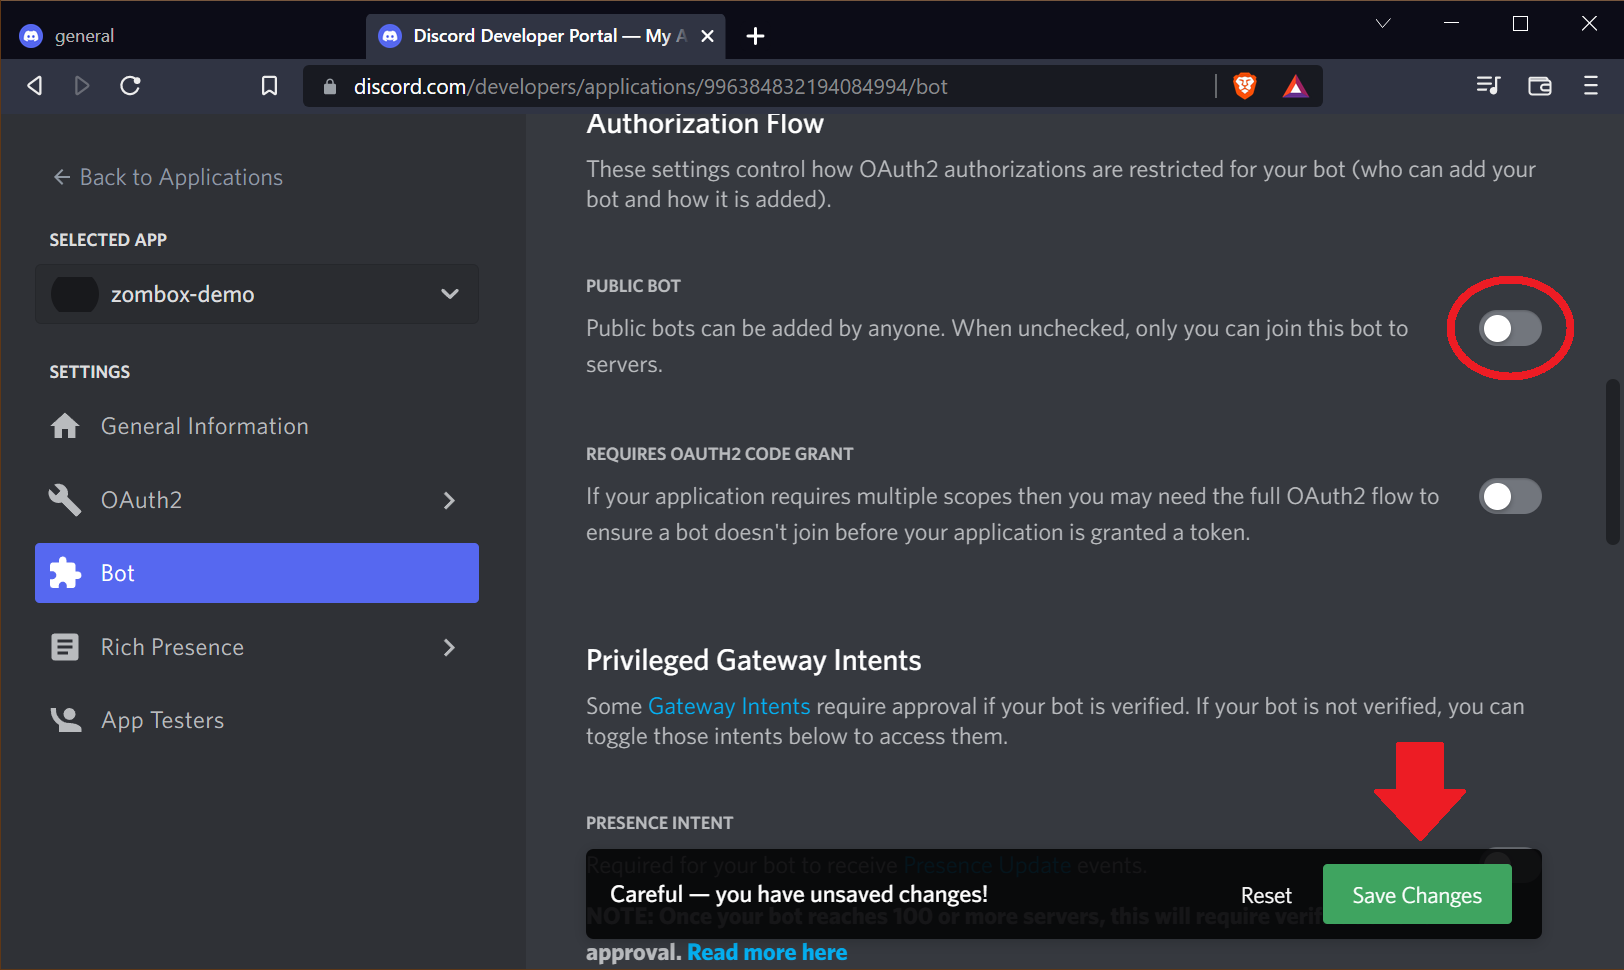 general
Discord Developer Portal — My A
discord.com/developers/applications/996384832194084994/bot
Back to Applications
SELECTED APP
zombox-demo
SETTINGS
General Information
OAuth2
Bot
Rich Presence
App Testers
Authorization Flow
These settings control how OAuth2 authorizations are restricted for your bot (who can add your
bot and how it is added).
PUBLIC BOT
Public bots can be added by anyone. When unchecked, only you can join this bot to
servers.
REQUIRES OAUTH2 CODE GRANT
If your application requires multiple scopes then you may need the full OAuth2 flow to
ensure a bot doesn't join before your application is granted a token.
Privileged Gateway Intents
Some Gateway Intents require approval if your bot is verified. If your bot is not verified, you can
toggle those intents below to access them.
PRESENCE INTENT
Required for your bot to receive Presence Update events.
Careful — you have unsaved changes!
Reset
Save Changes
NOTE: Once your bot reaches 100 or more servers, this will require
approval. Read more here